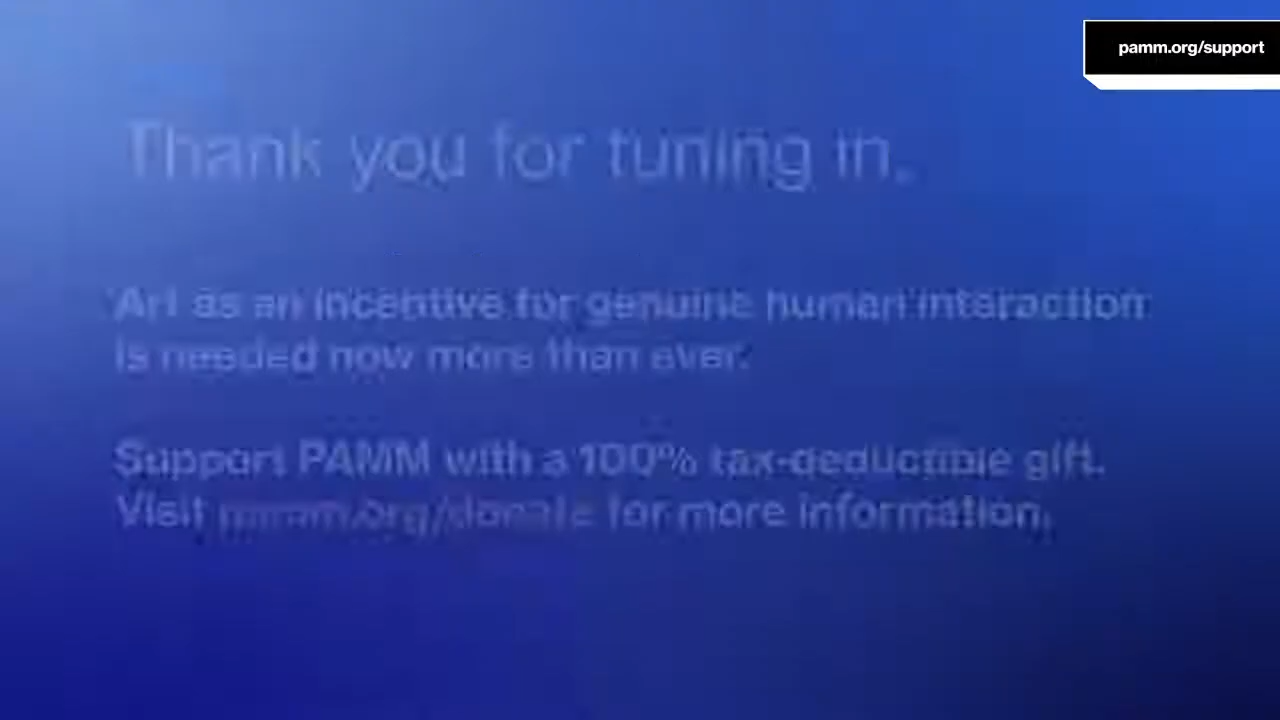 pamm.org/support
Thank you for tuning in.
Art as an incentive for genuine human interaction
is needed now more than ever.
Support PAMM with a 100% tax-deductible gift.
Visit pamm.org/donate for more information.